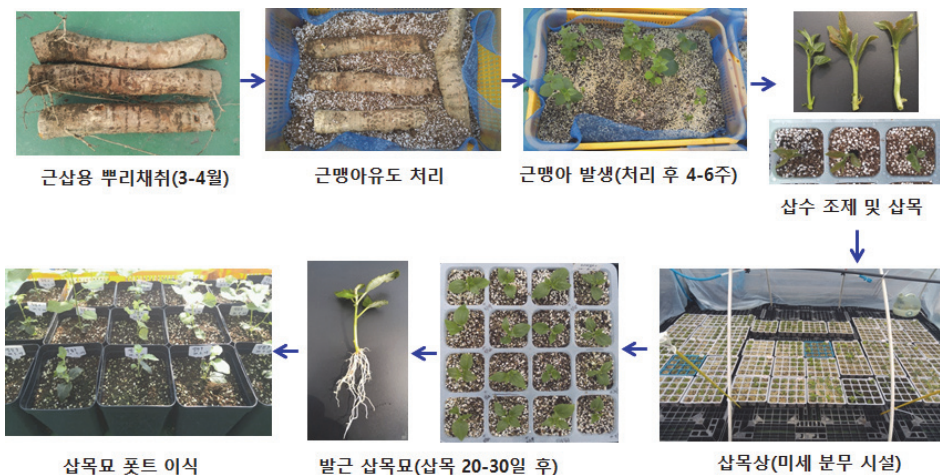 근삽용 뿌리채취(3-4월)
근맹아유도 처리
근맹아 발생(처리 후 4-6주)
삽수 조제 및 삽목
삽목묘 폿트 이식
발근 삽목묘(삽목 20-30일 후)
삽목상(미세 분무 시설)